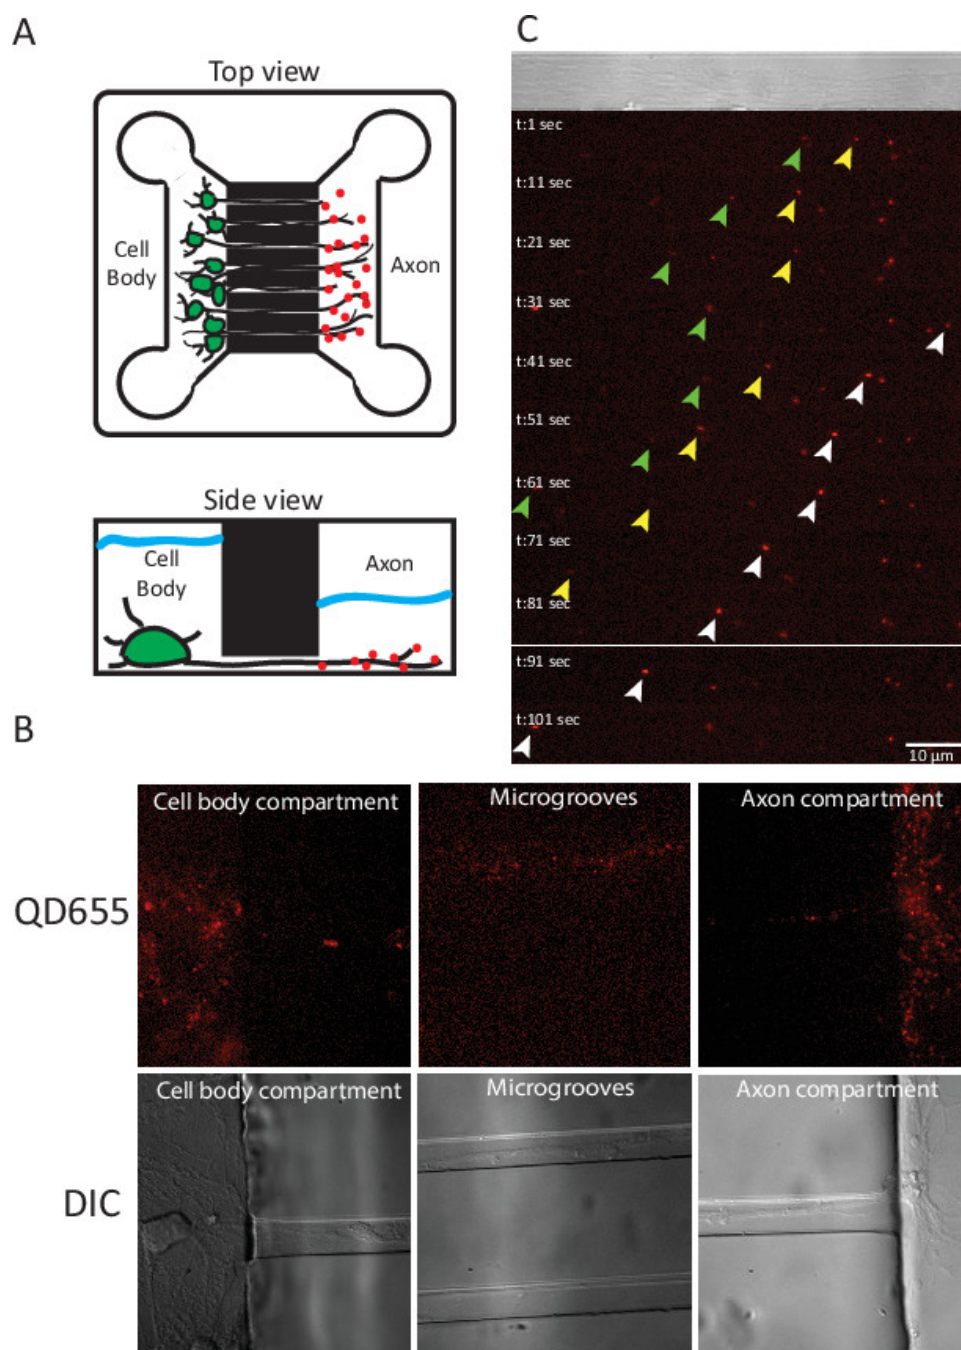 A
Top view
Cell
Body
Axon
Side view
Cell
Body
Axon
C
t:1 sec
t:11 sec
t:21 sec
t:31 sec
t:41 sec
t:51 sec
t:61 sec
t:71 sec
t:81 sec
t:91 sec
t:101 sec
10 µm
B
Cell body compartment
Microgrooves
Axon compartment
QD655
Cell body compartment
Microgrooves
Axon compartment
DIC